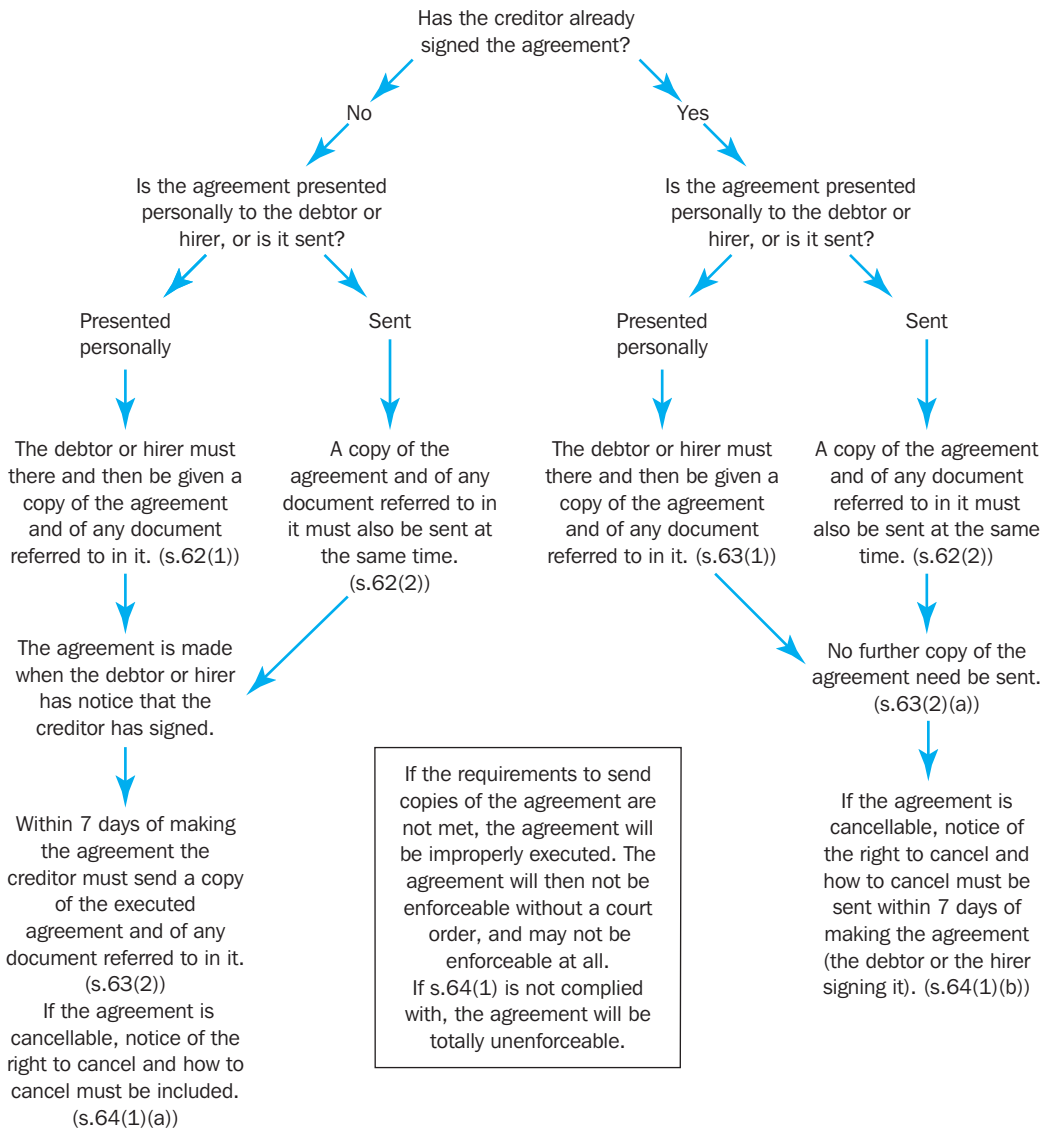 Has the creditor already
signed the agreement?
No
Yes
Is the agreement presented
personally to the debtor or
hirer, or is it sent?
Is the agreement presented
personally to the debtor or
hirer, or is it sent?
Presented
personally
Sent
Presented
personally
Sent
The debtor or hirer must
there and then be given a
copy of the agreement
and of any document
referred to in it. (s.62(1))
A copy of the
agreement and of any
document referred to in
it must also be sent at
the same time.
(s.62(2))
The debtor or hirer must
there and then be given a
copy of the agreement
and of any document
referred to in it. (s.63(1))
A copy of the agreement
and of any document
referred to in it must
also be sent at the same
time. (s.62(2))
The agreement is made
when the debtor or hirer
has notice that the
creditor has signed.
No further copy of the
agreement need be sent.
(s.63(2)(a))
Within 7 days of making
the agreement the
creditor must send a copy
of the executed
agreement and of any
document referred to in it.
(s.63(2))
If the agreement is
cancellable, notice of the
right to cancel and how to
cancel must be included.
(s.64(1)(a))
If the requirements to send
copies of the agreement are
not met, the agreement will
be improperly executed. The
agreement will then not be
enforceable without a court
order, and may not be
enforceable at all.
If s.64(1) is not complied
with, the agreement will be
totally unenforceable.
If the agreement is
cancellable, notice of
the right to cancel and
how to cancel must be
sent within 7 days of
making the agreement
(the debtor or the hirer
signing it). (s.64(1)(b))